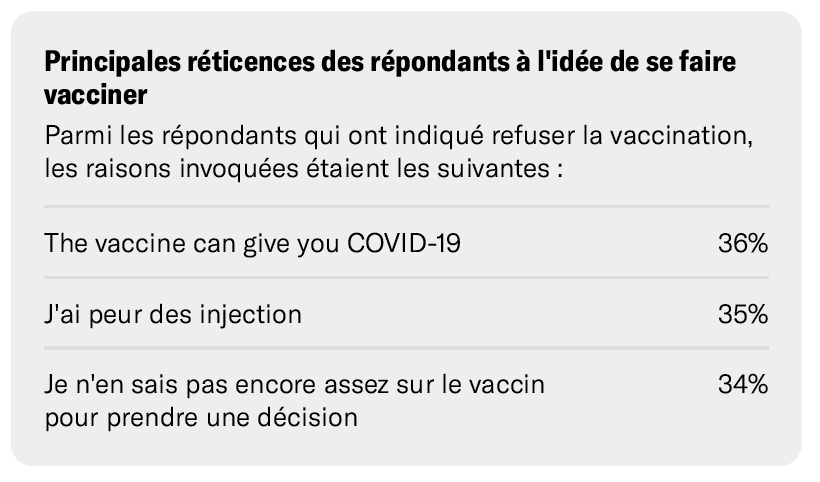 Principales réticences des répondants à l'idée de se faire
vacciner
Parmi les répondants qui ont indiqué refuser la vaccination,
les raisons invoquées étaient les suivantes :
The vaccine can give you COVID-19 36%
J'ai peur des injection 35%
Je n'en sais pas encore assez sur le vaccin 34%
pour prendre une décision